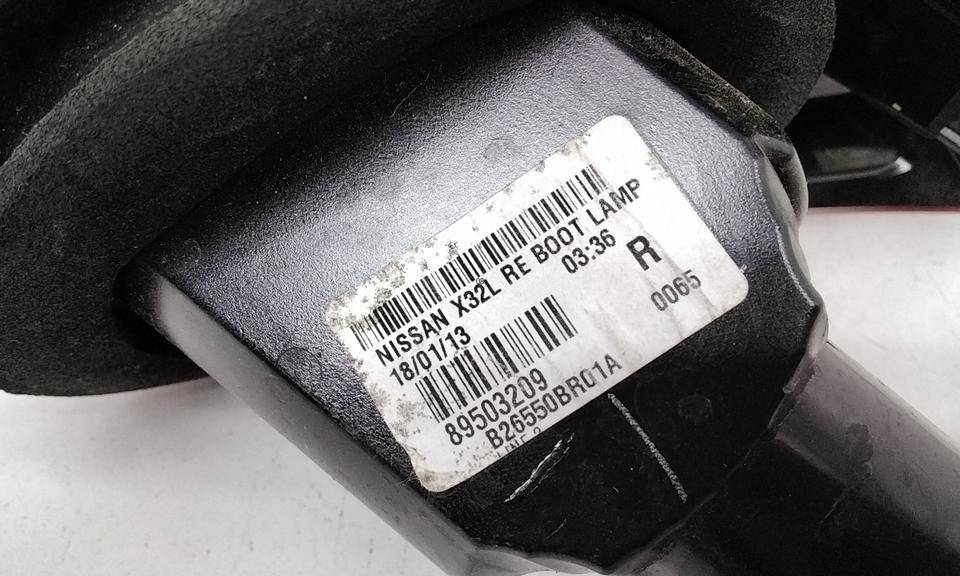 NISSAN X32L RE BOOT LAMP
18/01/13 03:36
R
89503209 0065
B26550BR01A